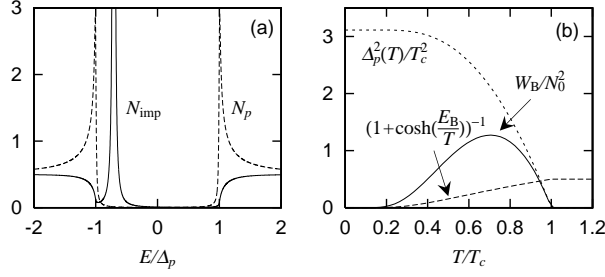 3
2
1
0
(a)
N_imp
N_p
-2 -1 0 1 2
E/Δ_p
3
2
1
0
(b)
Δ_p^2(T)/T_c^2
W_B/N_0^2
(1+cosh(E_B/T))^−1
0 0.2 0.4 0.6 0.8 1 1.2
T/T_c